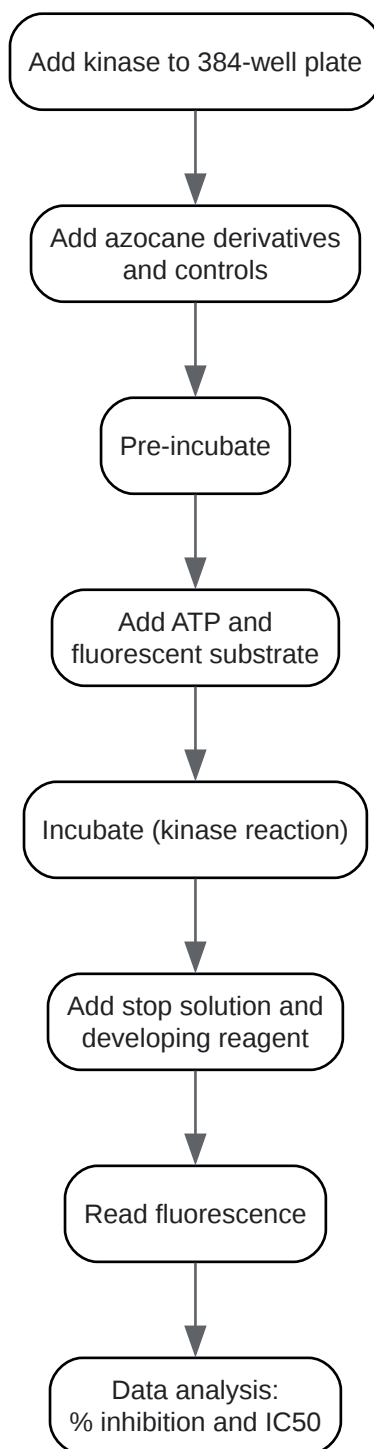 Add kinase to 384-well plate
Add azocane derivatives
and controls
Pre-incubate
Add ATP and
fluorescent substrate
Incubate (kinase reaction)
Add stop solution and
developing reagent
Read fluorescence
Data analysis:
% inhibition and IC50